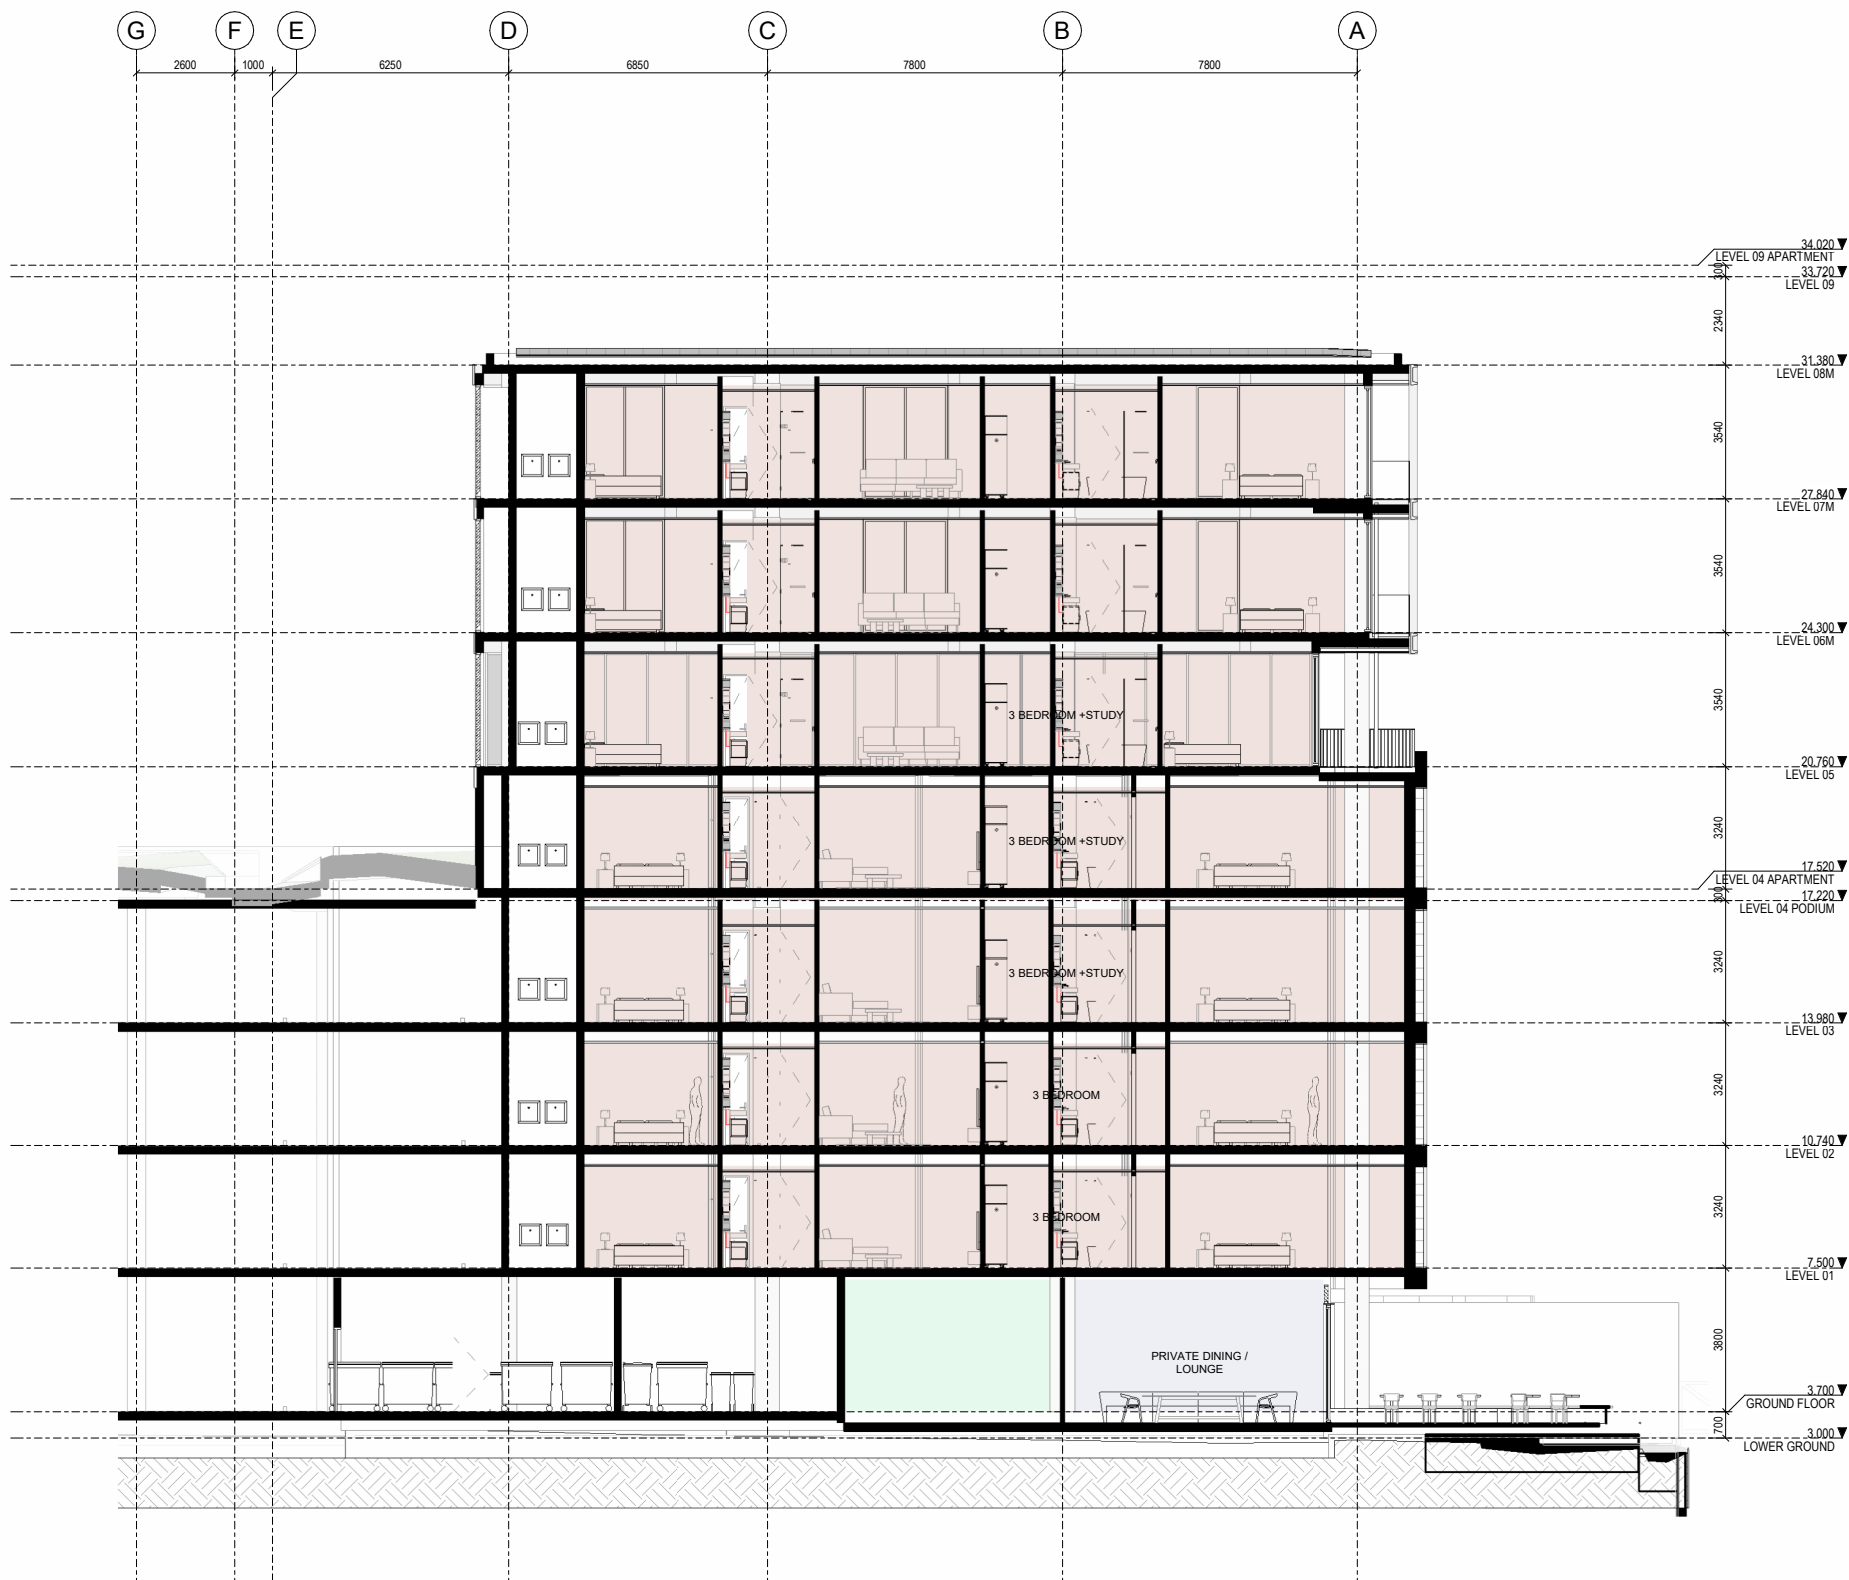 G F E D C B A
2600 1000 6250 6850 7800 7800
34.020
LEVEL 09 APARTMENT
300
33.720
LEVEL 09
2340
31.380
LEVEL 08M
3540
27.840
LEVEL 07M
3540
24.300
LEVEL 06M
3540
3 BEDROOM +STUDY
20.760
LEVEL 05
3240
3 BEDROOM +STUDY
17.520
LEVEL 04 APARTMENT
300
17.220
LEVEL 04 PODIUM
3240
3 BEDROOM +STUDY
13.980
LEVEL 03
3240
3 BEDROOM
10.740
LEVEL 02
3240
3 BEDROOM
7.500
LEVEL 01
3800
PRIVATE DINING /
LOUNGE
3.700
GROUND FLOOR
700
3.000
LOWER GROUND